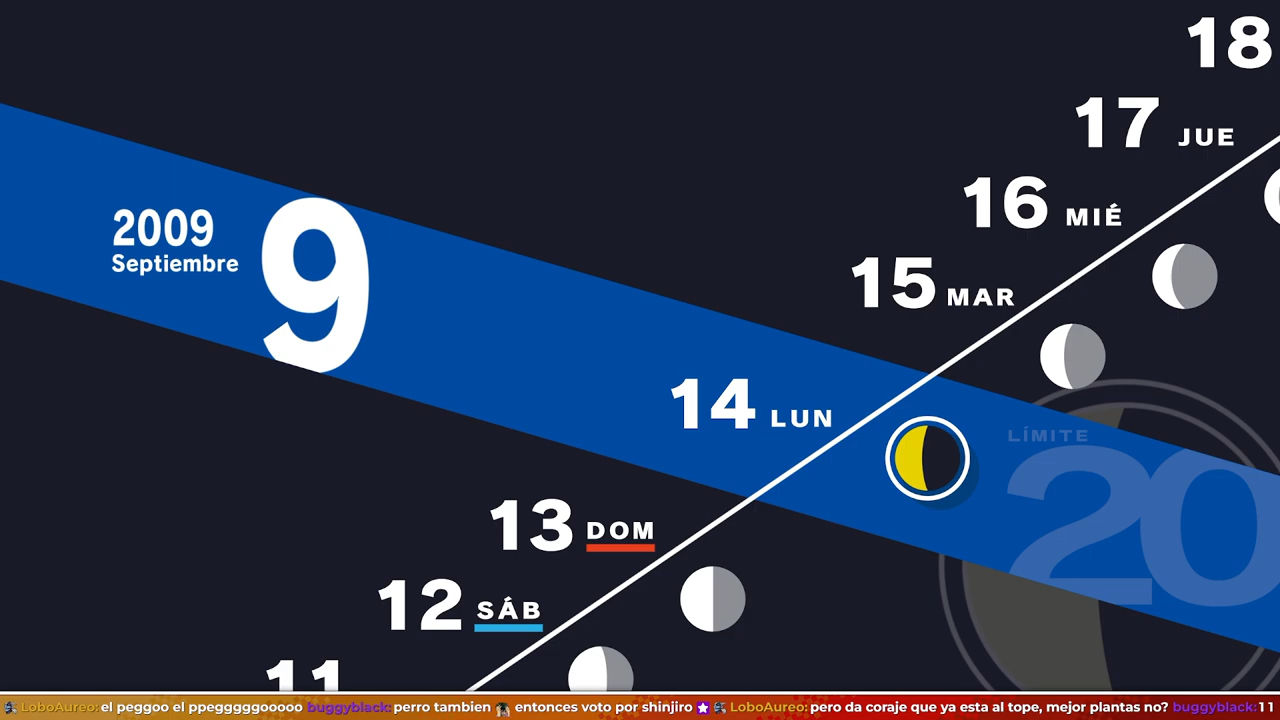 18
17 JUE
16 MIÉ
15 MAR
2009
Septiembre
9
14 LUN
LÍMITE
20
13 DOM
12 SÁB
11
LoboAureo: el peggoo el ppegggggoooo buggyblack: perro tambien entonces voto por shinjiro LoboAureo: pero da coraje que ya esta al tope, mejor plantas no? buggyblack: 11